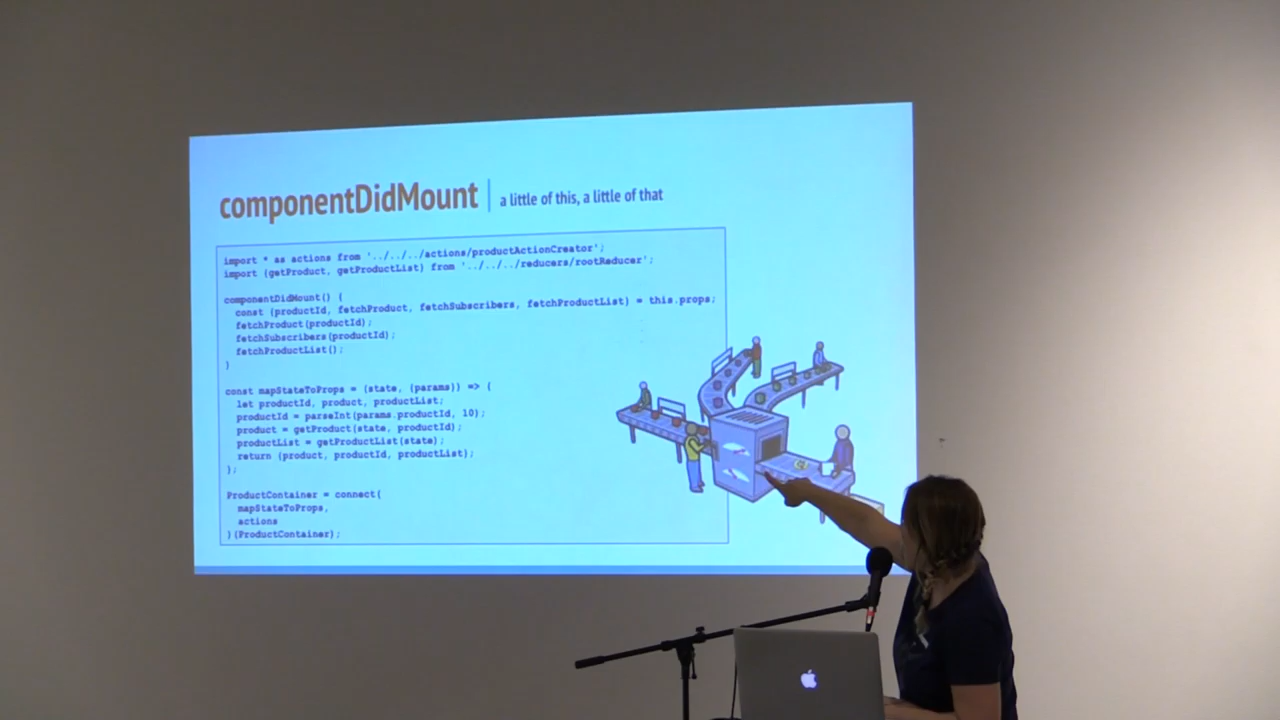 componentDidMount | a little of this, a little of that
import * as actions from '../../../actions/productActionCreator';
import {getProduct, getProductList} from '../../../reducers/rootReducer';
componentDidMount() {
const {productId, fetchProduct, fetchSubscribers, fetchProductList} = this.props;
fetchProduct(productId);
fetchSubscribers(productId);
fetchProductList();
}
const mapStateToProps = (state, {params}) => {
let productId, product, productList;
productId = parseInt(params.productId, 10);
product = getProduct(state, productId);
productList = getProductList(state);
return {product, productId, productList};
};
ProductContainer = connect(
mapStateToProps,
actions
)(ProductContainer);